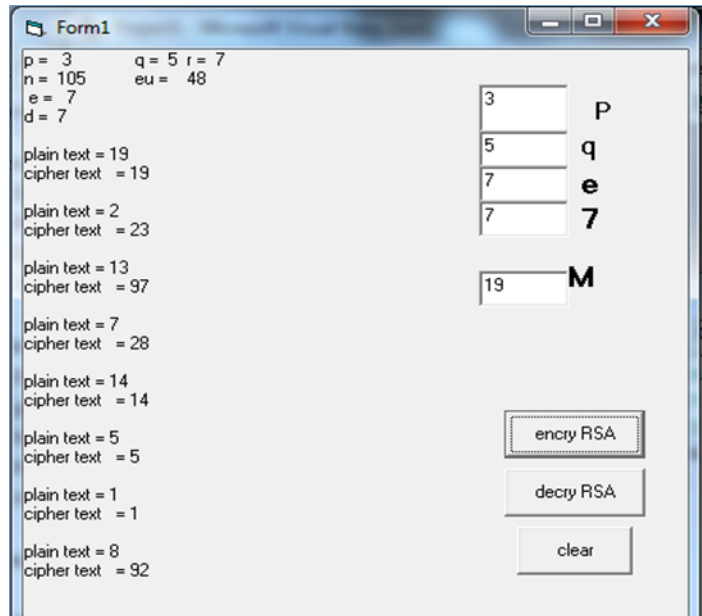 Form1
p = 3 q = 5 r = 7
n = 105 eu = 48
e = 7
d = 7
plain text = 19
cipher text = 19
plain text = 2
cipher text = 23
plain text = 13
cipher text = 97
plain text = 7
cipher text = 28
plain text = 14
cipher text = 14
plain text = 5
cipher text = 5
plain text = 1
cipher text = 1
plain text = 8
cipher text = 92
3 P
5 q
7 e
7 7
19 M
encry RSA
decry RSA
clear